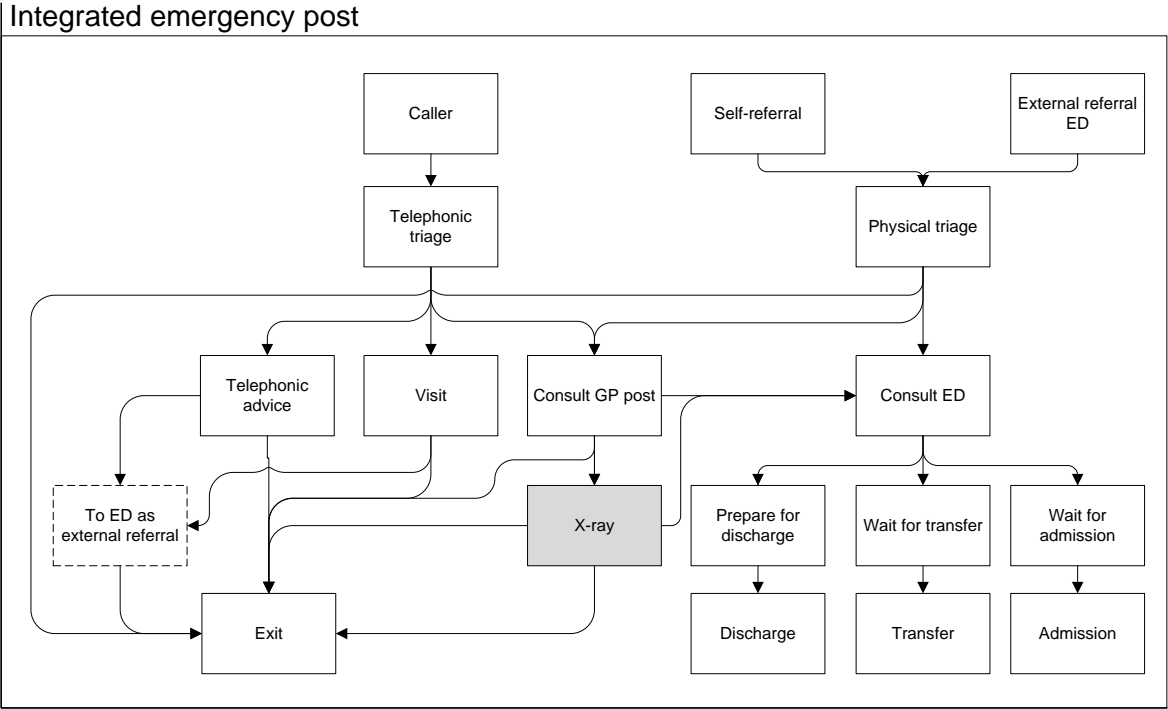 Integrated emergency post
Caller
Self-referral
External referral
ED
Telephonic
triage
Physical triage
Telephonic
advice
Visit
Consult GP post
Consult ED
To ED as
external referral
X-ray
Prepare for
discharge
Wait for transfer
Wait for
admission
Exit
Discharge
Transfer
Admission